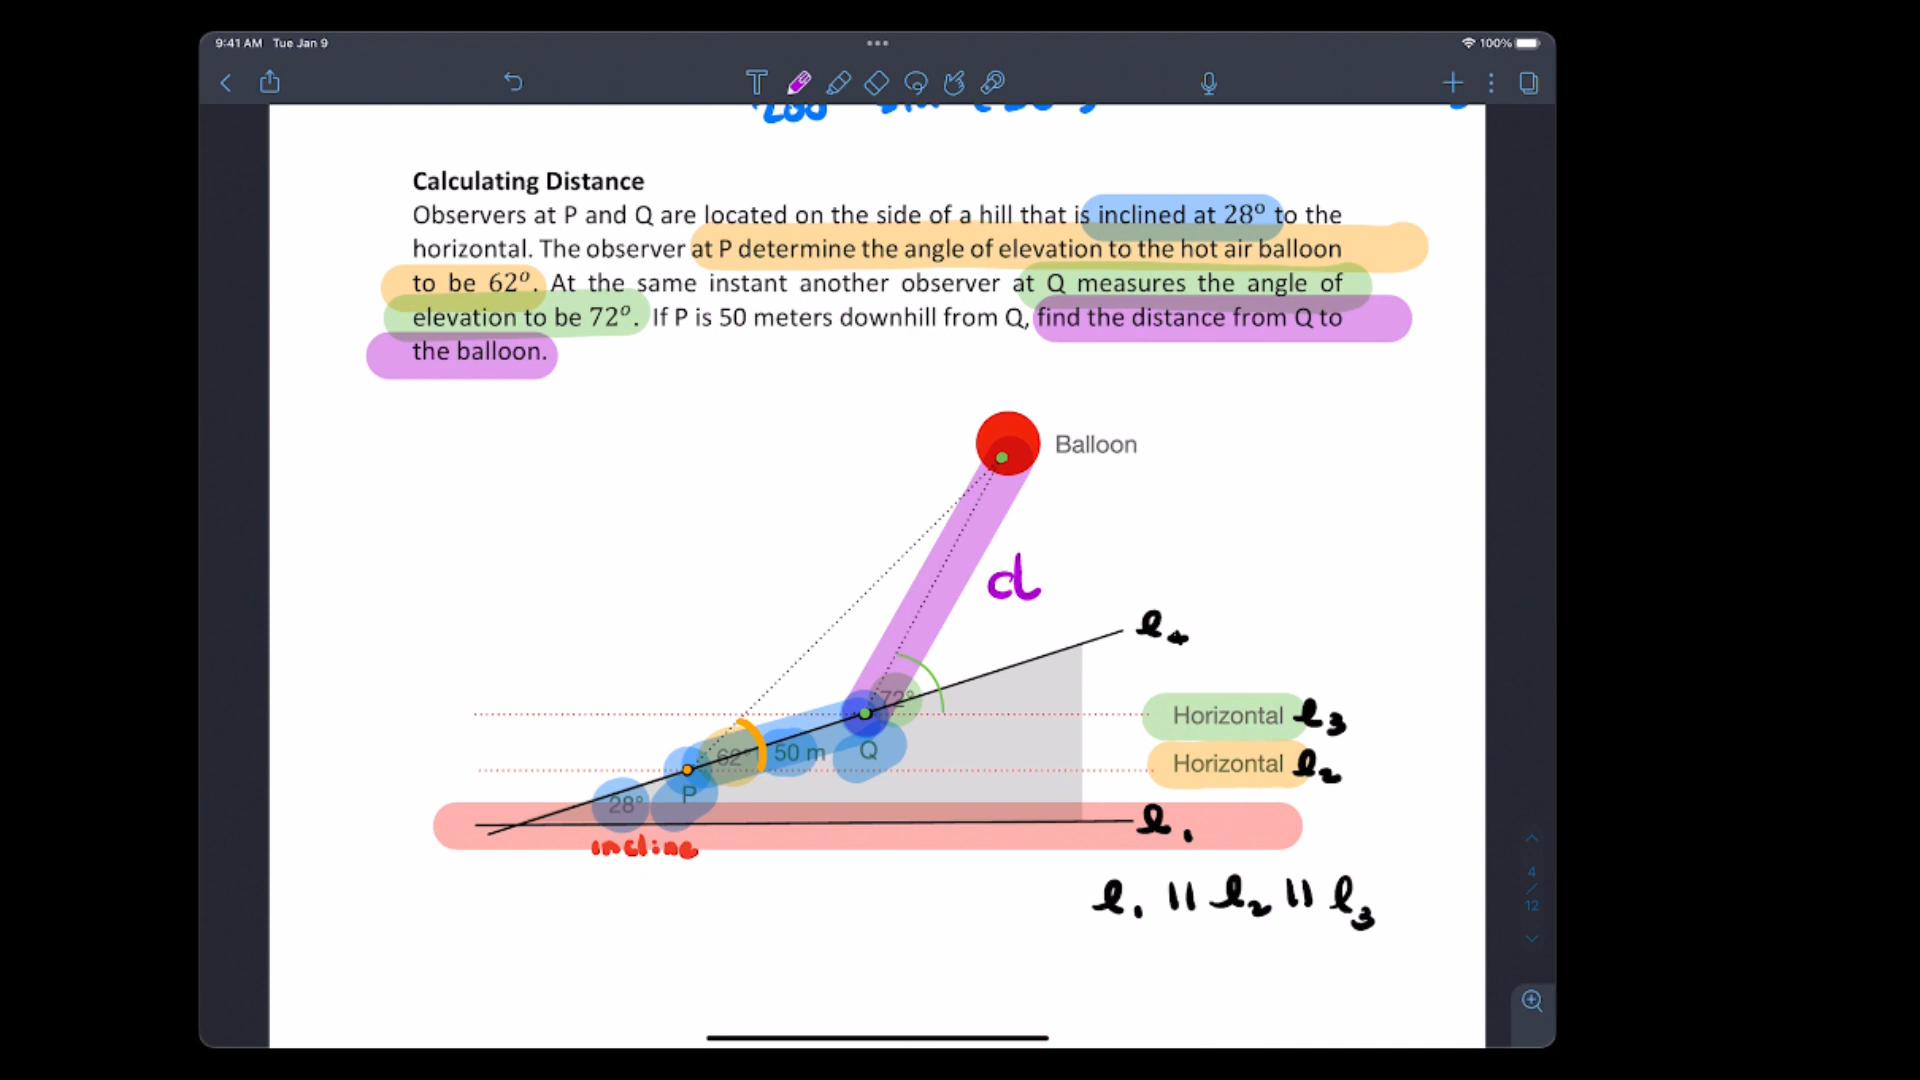 9:41 AM Tue Jan 9
100%
Calculating Distance
Observers at P and Q are located on the side of a hill that is inclined at 28° to the
horizontal. The observer at P determine the angle of elevation to the hot air balloon
to be 62°. At the same instant another observer at Q measures the angle of
elevation to be 72°. If P is 50 meters downhill from Q, find the distance from Q to
the balloon.
Balloon
d
72°
Horizontal l3
62°
50 m
Q
Horizontal l2
28°
P
l1
incline
l1 || l2 || l3
4
/
12